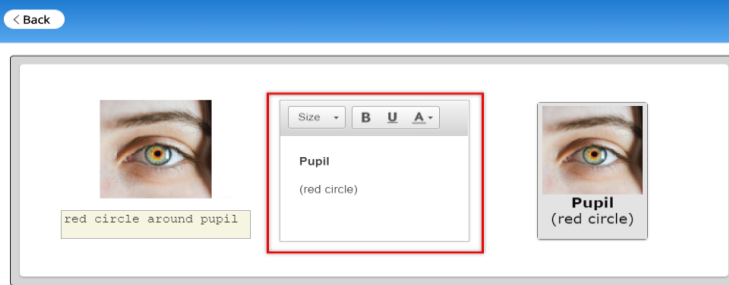 < Back
red circle around pupil
Size B U A
Pupil
(red circle)
Pupil
(red circle)